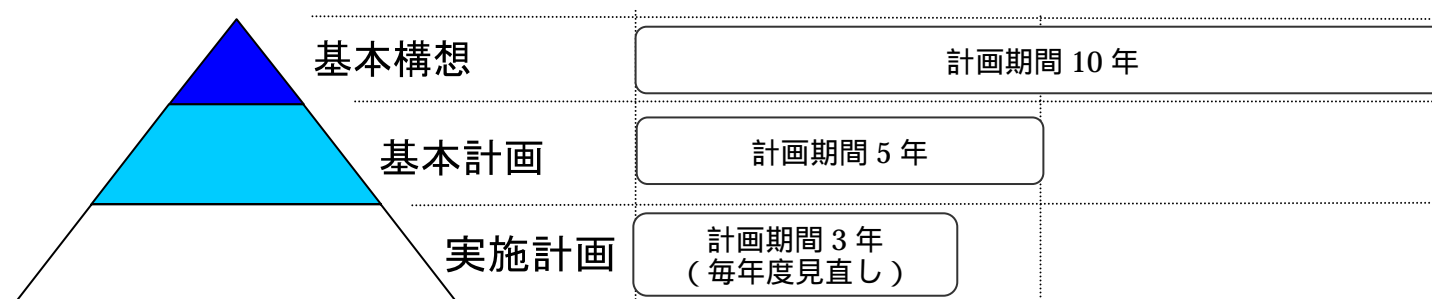 基本構想
計画期間 10 年
基本計画
計画期間 5 年
実施計画
計画期間 3 年
( 毎年度見直し )